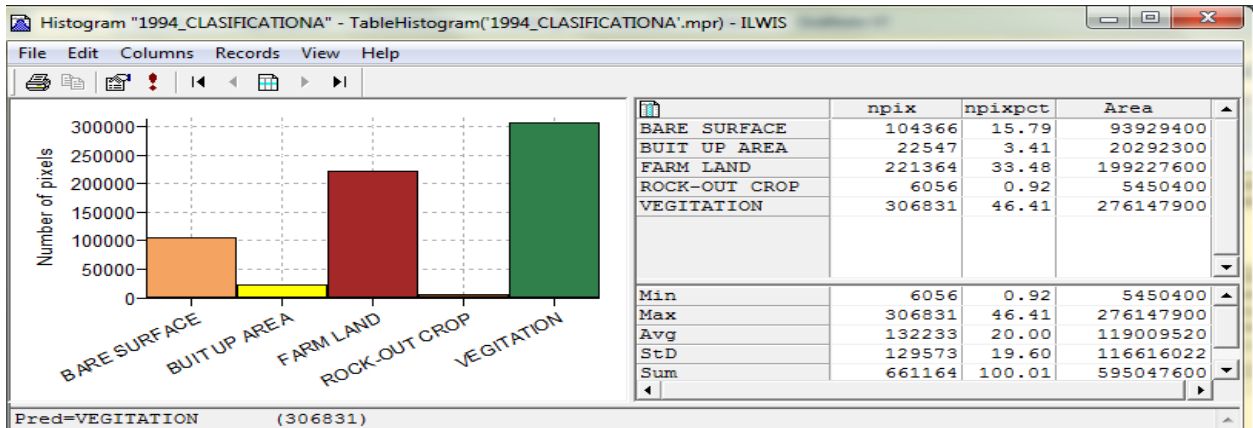 Histogram "1994_CLASIFICATIONA" - TableHistogram('1994_CLASIFICATIONA'.mpr) - ILWIS
File Edit Columns Records View Help
npix npixpct Area
BARE SURFACE 104366 15.79 93929400
BUIT UP AREA 22547 3.41 20292300
FARM LAND 221364 33.48 199227600
ROCK-OUT CROP 6056 0.92 5450400
VEGITATION 306831 46.41 276147900
Min 6056 0.92 5450400
Max 306831 46.41 276147900
Avg 132233 20.00 119009520
StD 129573 19.60 116616022
Sum 661164 100.01 595047600
Number of pixels
300000
250000
200000
150000
100000
50000
0
BARE SURFACE
BUIT UP AREA
FARM LAND
ROCK-OUT CROP
VEGITATION
Pred=VEGITATION (306831)